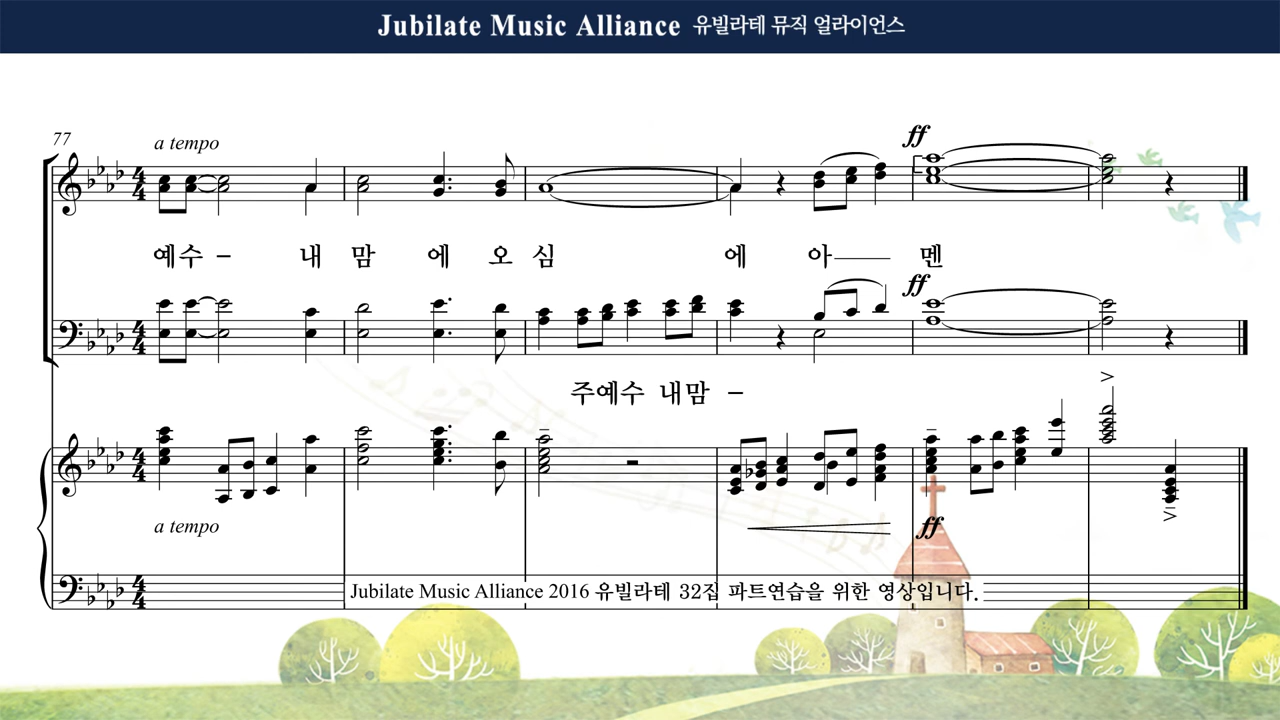 Jubilate Music Alliance 유빌라테 뮤직 얼라이언스
77
a tempo
ff
예수 - 내 맘 에 오 심 에 아 멘
ff
주예수 내맘 -
a tempo
ff
Jubilate Music Alliance 2016 유빌라테 32집 파트연습을 위한 영상입니다.